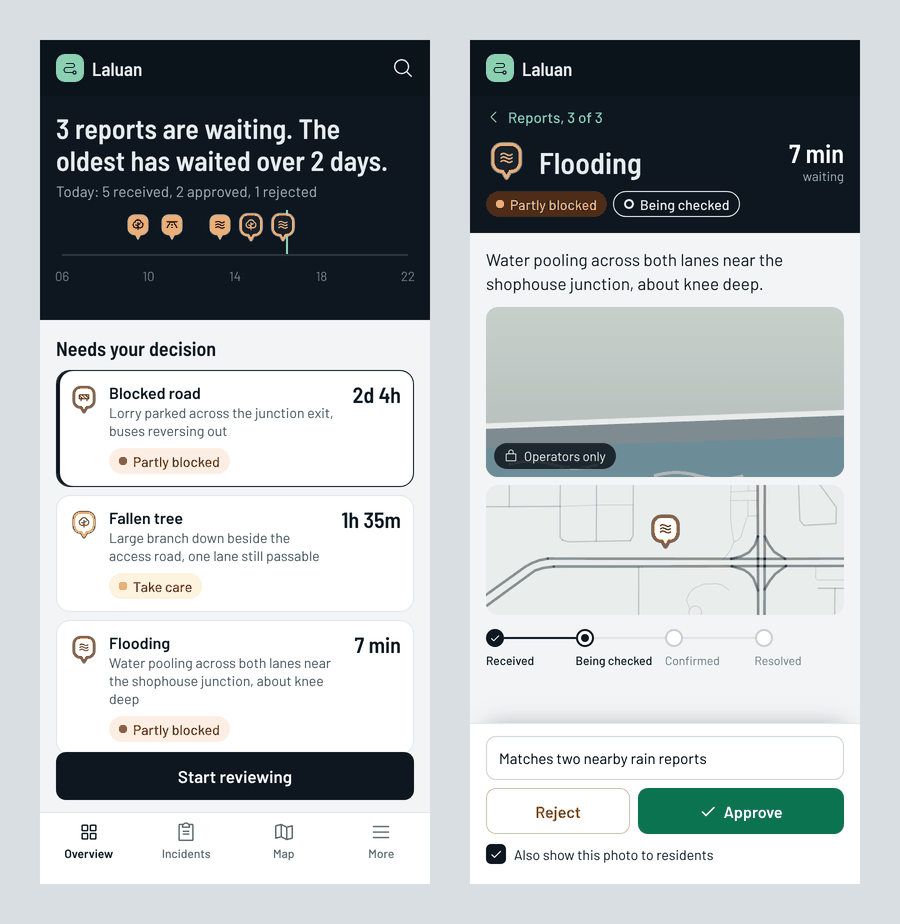 Laluan
3 reports are waiting. The
oldest has waited over 2 days.
Today: 5 received, 2 approved, 1 rejected
06 10 14 18 22
Needs your decision
Blocked road
2d 4h
Lorry parked across the junction exit,
buses reversing out
Partly blocked
Fallen tree
1h 35m
Large branch down beside the
access road, one lane still passable
Take care
Flooding
7 min
Water pooling across both lanes near
the shophouse junction, about knee
deep
Partly blocked
Start reviewing
Overview Incidents Map More
Laluan
Reports, 3 of 3
Flooding
7 min
waiting
Partly blocked Being checked
Water pooling across both lanes near the
shophouse junction, about knee deep.
Operators only
Received Being checked Confirmed Resolved
Matches two nearby rain reports
Reject Approve
Also show this photo to residents